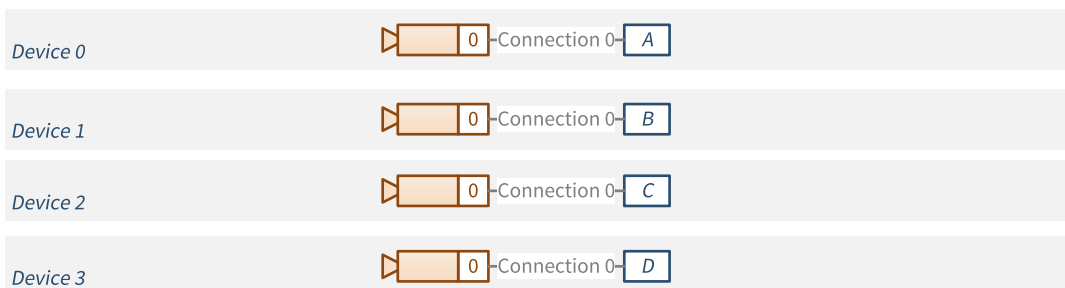 Device 0 0 Connection 0 A
Device 1 0 Connection 0 B
Device 2 0 Connection 0 C
Device 3 0 Connection 0 D